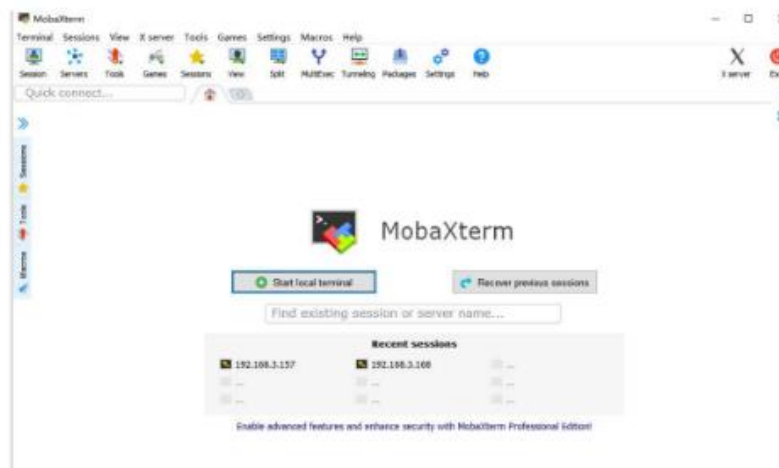 MobaXterm
Terminal Sessions View X server Tools Games Settings Macros Help
Session Servers Tools Games Sessions View Split MultiExec Tunneling Packages Settings Help X server
Quick connect...
Sessions
Tools
Macros
MobaXterm
Start local terminal Recover previous sessions
Find existing session or server name...
Recent sessions
192.168.3.157 192.168.3.168 ...
... ... ...
... ... ...
Enable advanced features and enhance security with MobaXterm Professional Edition!